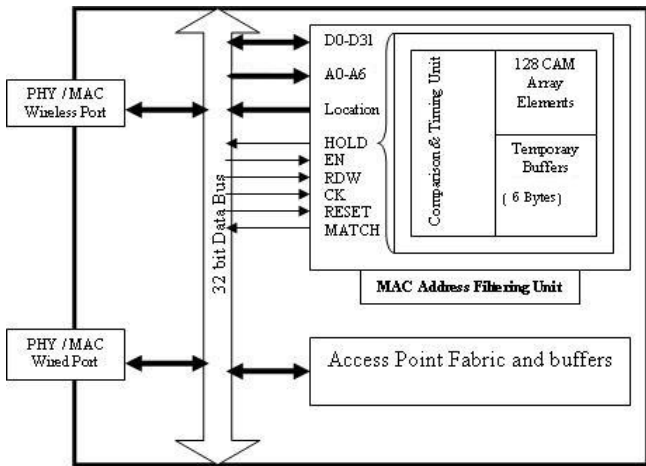 PHY / MAC
Wireless Port
PHY / MAC
Wired Port
32 bit Data Bus
D0-D31
A0-A6
Location
HOLD
EN
RDW
CK
RESET
MATCH
Comparison & Timing Unit
128 CAM
Array
Elements
Temporary
Buffers
( 6 Bytes)
MAC Address Filtering Unit
Access Point Fabric and buffers